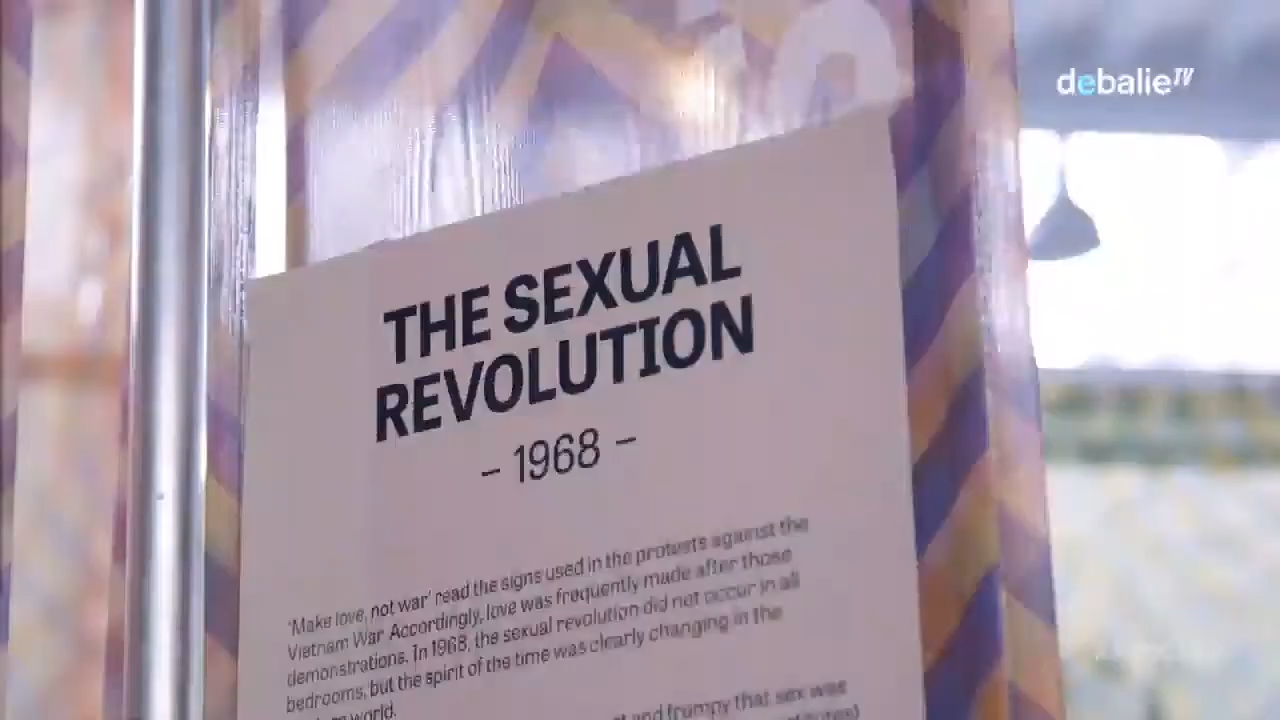 debalie TV
THE SEXUAL
REVOLUTION
– 1968 –
'Make love, not war' read the signs used in the protests against the
Vietnam War. Accordingly, love was frequently made after those
demonstrations. In 1968, the sexual revolution did not occur in all
bedrooms, but the spirit of the time was clearly changing in the
world.
and frumpy that sex was